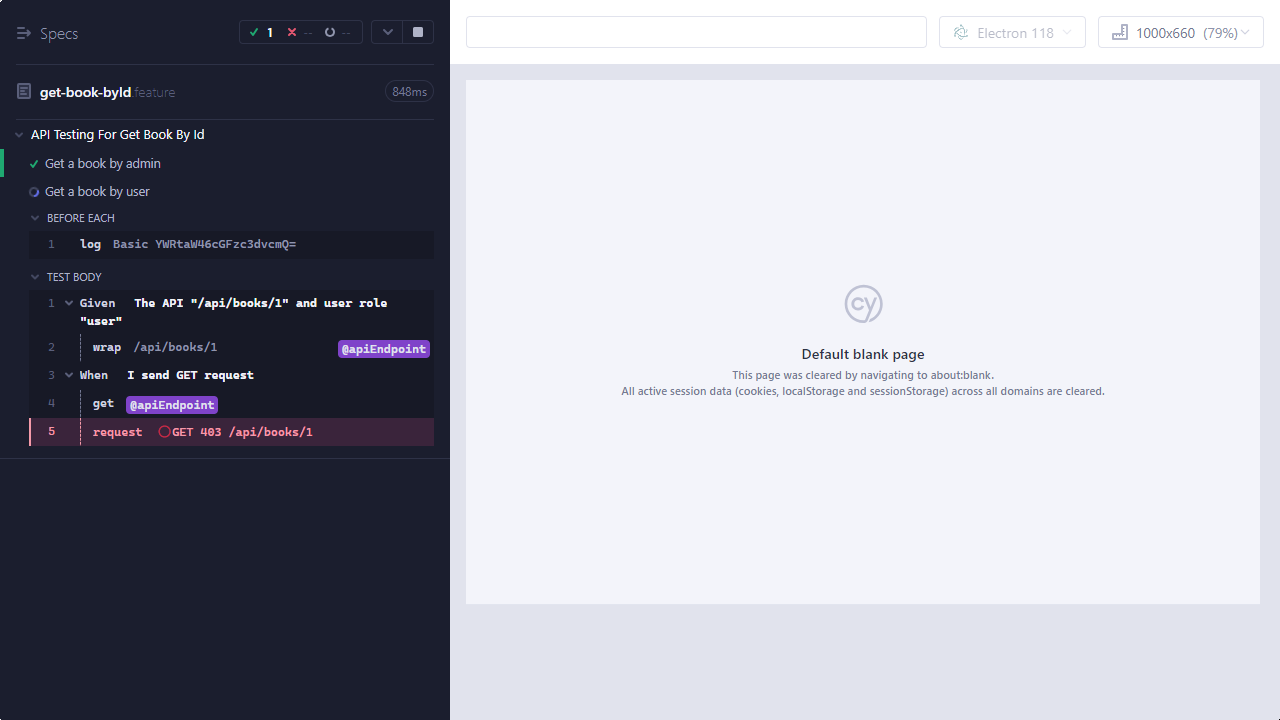 Specs
1 -- --
get-book-byId.feature
848ms
API Testing For Get Book By Id
Get a book by admin
Get a book by user
BEFORE EACH
1 log Basic YWRtaW46cGFzc3dvcmQ=
TEST BODY
1 Given The API "/api/books/1" and user role
"user"
2 wrap /api/books/1 @apiEndpoint
3 When I send GET request
4 get @apiEndpoint
5 request GET 403 /api/books/1
Electron 118
1000x660 (79%)
cy
Default blank page
This page was cleared by navigating to about:blank.
All active session data (cookies, localStorage and sessionStorage) across all domains are cleared.